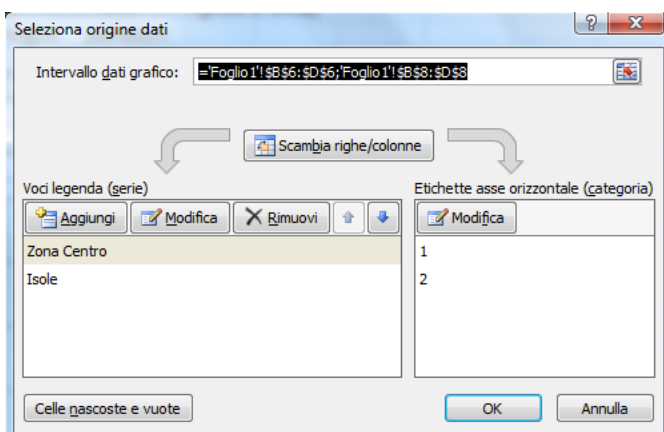 Seleziona origine dati
Intervallo dati grafico: ='Foglio1'!$B$6:$D$6;'Foglio1'!$B$8:$D$8
Scambia righe/colonne
Voci legenda (serie)
Aggiungi Modifica Rimuovi
Zona Centro
Isole
Etichette asse orizzontale (categoria)
Modifica
1
2
Celle nascoste e vuote
OK Annulla